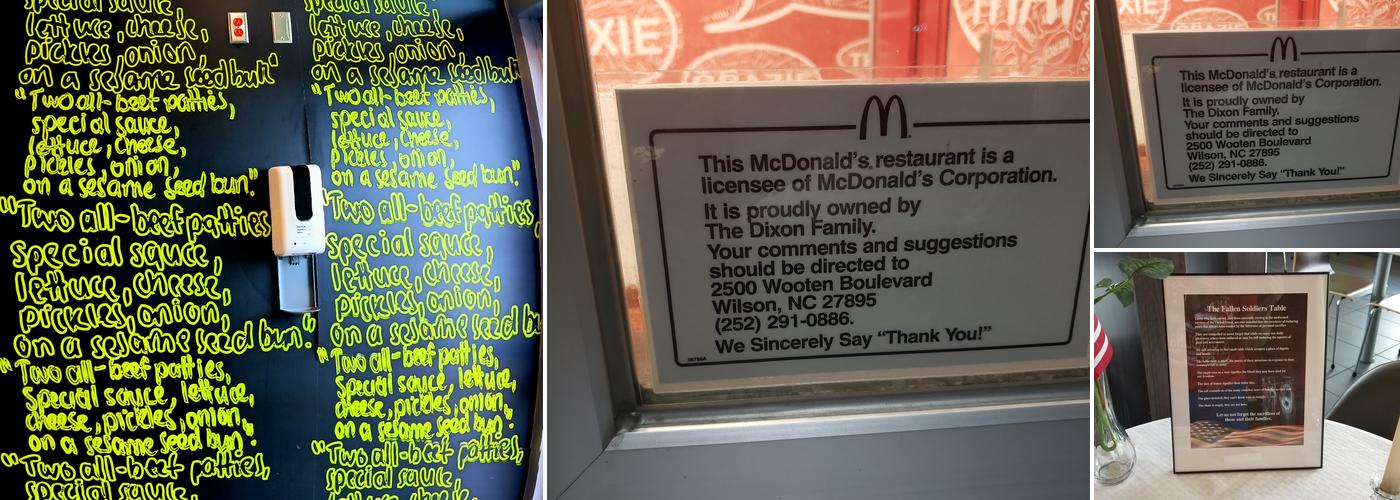 special sauce,
lettuce, cheese,
pickles, onion
on a sesame seed bun"
"Two all-beef patties,
special sauce,
lettuce, cheese,
pickles, onion,
on a sesame seed bun."
"Two all-beef patties
special sauce,
lettuce, cheese,
pickles, onion,
on a sesame seed bun."
"Two all-beef patties,
special sauce, lettuce,
cheese, pickles, onion,
on a sesame seed bun".
"Two all-beef patties,
special sauce,
special sauce,
lettuce, cheese,
pickles, onion,
on a sesame seed bun
"Two all-beef patties,
special sauce,
lettuce, cheese,
pickles, onion,
on a sesame seed bun."
"Two all-beef patties,
special sauce,
lettuce, cheese,
pickles, onion,
on a sesame seed bu
"Two all-beef patties,
special sauce, lettuce,
cheese, pickles, onion,
on a sesame seed bun".
"Two all-beef patties,
special sauce,
XIE
GRAZIE
This McDonald's restaurant is a
licensee of McDonald's Corporation.
It is proudly owned by
The Dixon Family.
Your comments and suggestions
should be directed to
2500 Wooten Boulevard
Wilson, NC 27895
(252) 291-0886.
We Sincerely Say "Thank You!"
XIE
This McDonald's restaurant is a
licensee of McDonald's Corporation.
It is proudly owned by
The Dixon Family.
Your comments and suggestions
should be directed to
2500 Wooten Boulevard
Wilson, NC 27895
(252) 291-0886.
We Sincerely Say "Thank You!"
The Fallen Soldiers Table
Let us not forget the sacrifices of
them and their families.